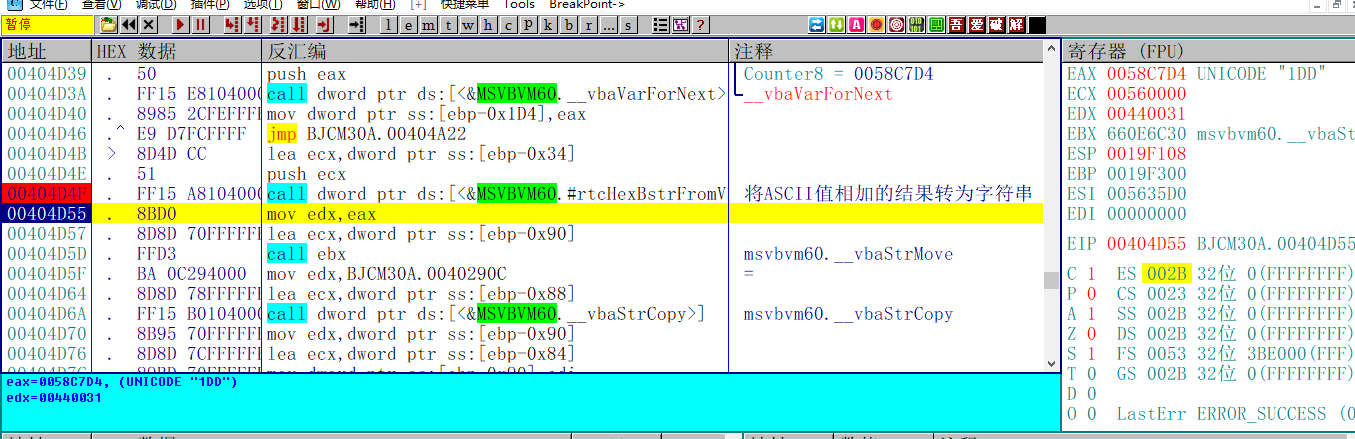 文件(F) 查看(V) 调试(D) 插件(P) 选项(T) 窗口(W) 帮助(H) [+] 快捷菜单 Tools BreakPoint->
暂停 l e m t w h c p k b r ... s ? A 吾 爱 破 解
地址 HEX 数据 反汇编 注释 寄存器 (FPU)
00404D39 . 50 push eax Counter8 = 0058C7D4
00404D3A . FF15 E8104000 call dword ptr ds:[<&MSVBVM60.__vbaVarForNext> __vbaVarForNext
00404D40 . 8985 2CFEFFFF mov dword ptr ss:[ebp-0x1D4],eax
00404D46 .^ E9 D7FCFFFF jmp BJCM30A.00404A22
00404D4B > 8D4D CC lea ecx,dword ptr ss:[ebp-0x34]
00404D4E . 51 push ecx
00404D4F . FF15 A8104000 call dword ptr ds:[<&MSVBVM60.#rtcHexBstrFromV 将ASCII值相加的结果转为字符串
00404D55 . 8BD0 mov edx,eax
00404D57 . 8D8D 70FFFFFF lea ecx,dword ptr ss:[ebp-0x90]
00404D5D . FFD3 call ebx msvbvm60.__vbaStrMove
00404D5F . BA 0C294000 mov edx,BJCM30A.0040290C =
00404D64 . 8D8D 78FFFFFF lea ecx,dword ptr ss:[ebp-0x88]
00404D6A . FF15 B0104000 call dword ptr ds:[<&MSVBVM60.__vbaStrCopy>] msvbvm60.__vbaStrCopy
00404D70 . 8B95 70FFFFFF mov edx,dword ptr ss:[ebp-0x90]
00404D76 . 8D8D 7CFFFFFF lea ecx,dword ptr ss:[ebp-0x84]
EAX 0058C7D4 UNICODE "1DD"
ECX 00560000
EDX 00440031
EBX 660E6C30 msvbvm60.__vbaSt
ESP 0019F108
EBP 0019F300
ESI 005635D0
EDI 00000000
EIP 00404D55 BJCM30A.00404D55
C 1 ES 002B 32位 0(FFFFFFFF)
P 0 CS 0023 32位 0(FFFFFFFF)
A 1 SS 002B 32位 0(FFFFFFFF)
Z 0 DS 002B 32位 0(FFFFFFFF)
S 1 FS 0053 32位 3BE000(FFF)
T 0 GS 002B 32位 0(FFFFFFFF)
D 0
O 0 LastErr ERROR_SUCCESS (0
eax=0058C7D4, (UNICODE "1DD")
edx=00440031